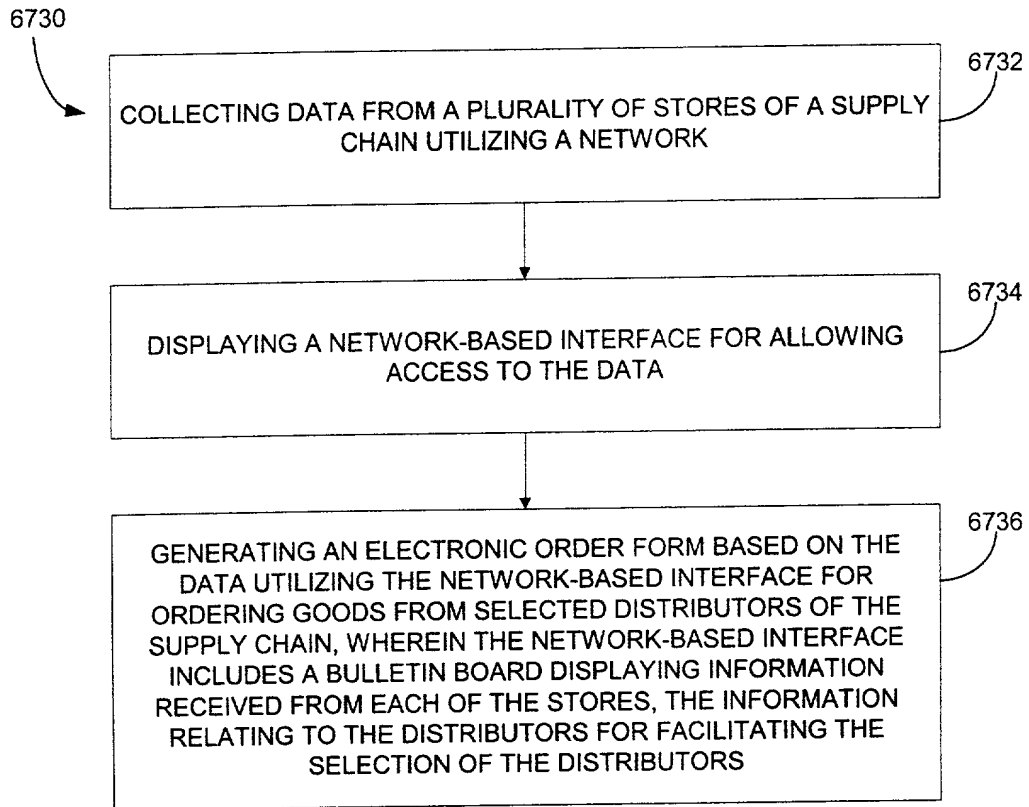 6730
6732
COLLECTING DATA FROM A PLURALITY OF STORES OF A SUPPLY
CHAIN UTILIZING A NETWORK
6734
DISPLAYING A NETWORK-BASED INTERFACE FOR ALLOWING
ACCESS TO THE DATA
6736
GENERATING AN ELECTRONIC ORDER FORM BASED ON THE
DATA UTILIZING THE NETWORK-BASED INTERFACE FOR
ORDERING GOODS FROM SELECTED DISTRIBUTORS OF THE
SUPPLY CHAIN, WHEREIN THE NETWORK-BASED INTERFACE
INCLUDES A BULLETIN BOARD DISPLAYING INFORMATION
RECEIVED FROM EACH OF THE STORES, THE INFORMATION
RELATING TO THE DISTRIBUTORS FOR FACILITATING THE
SELECTION OF THE DISTRIBUTORS